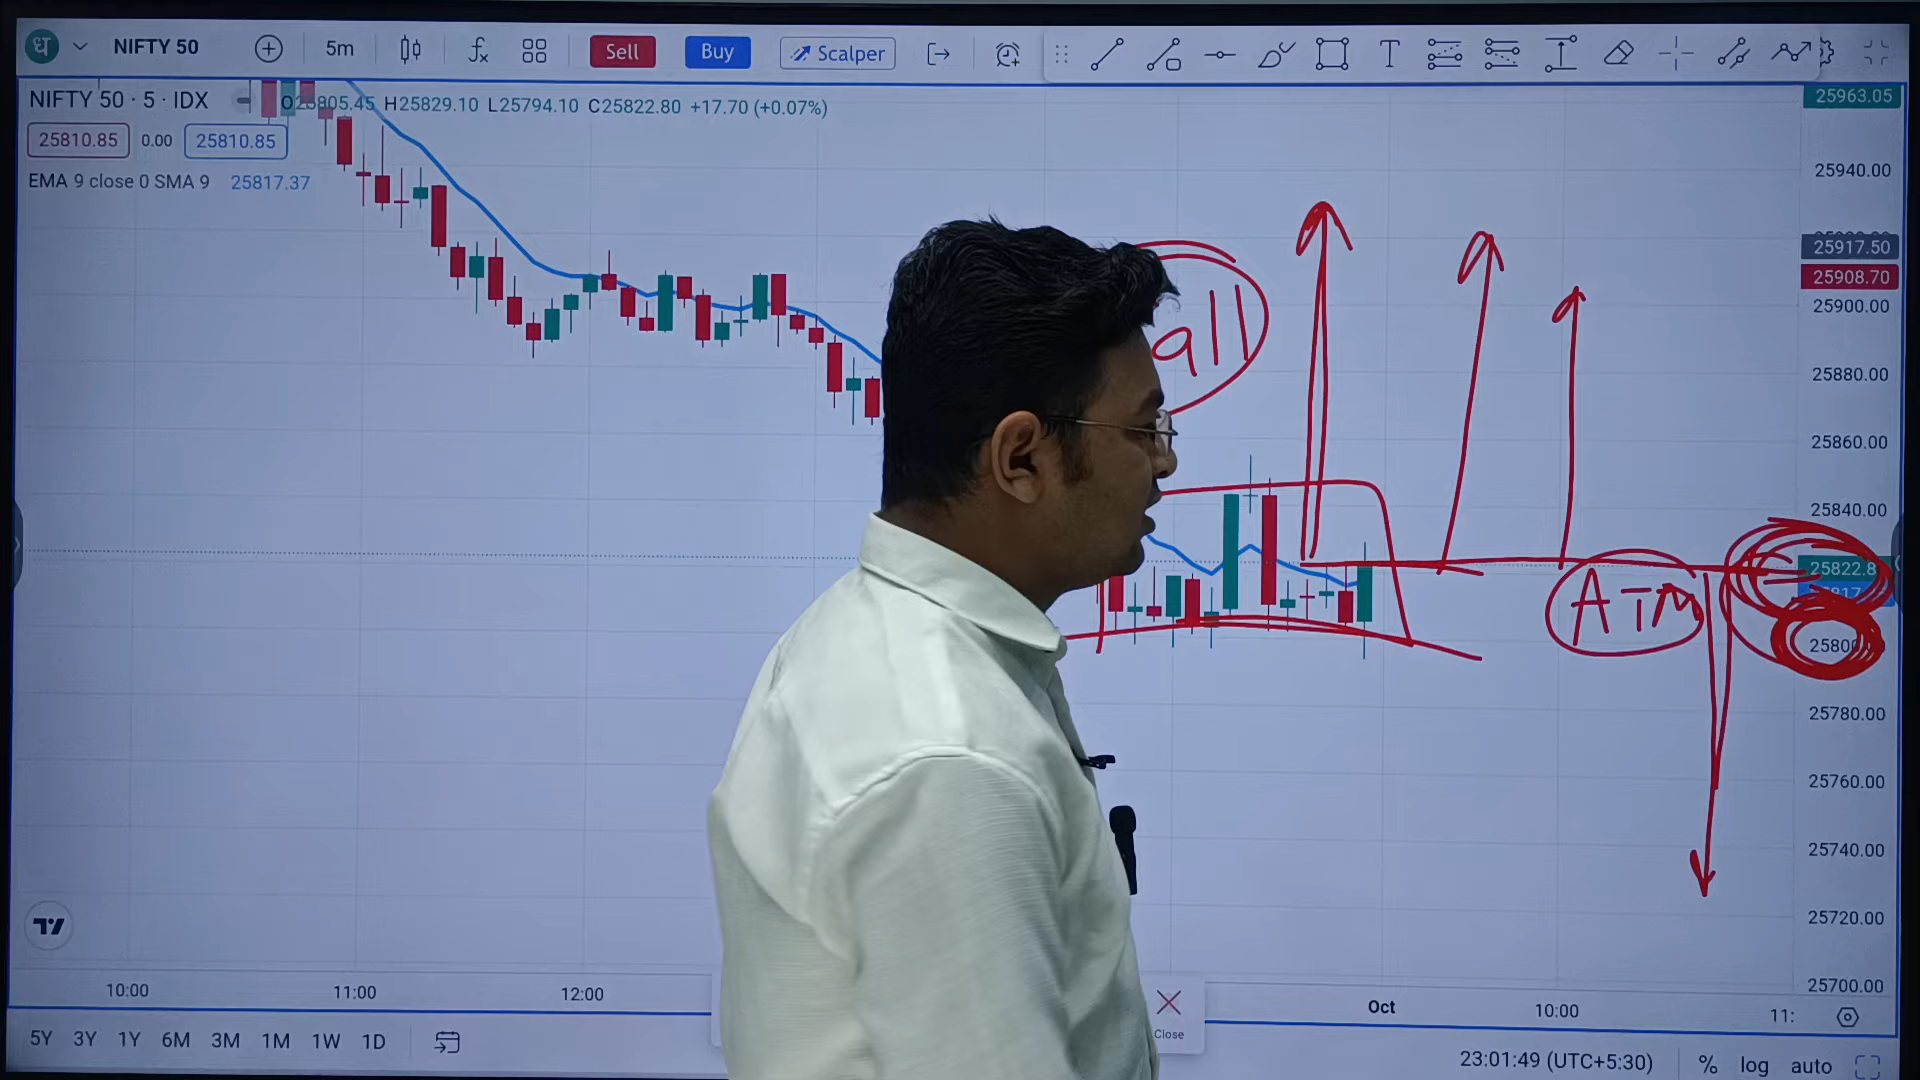 ध NIFTY 50 5m Sell Buy Scalper T
NIFTY 50 · 5 · IDX H25829.10 L25794.10 C25822.80 +17.70 (+0.07%)
25810.85 0.00 25810.85
EMA 9 close 0 SMA 9 25817.37
all
ATM
25963.05
25940.00
25917.50
25908.70
25900.00
25880.00
25860.00
25840.00
25822.8
25800
25780.00
25760.00
25740.00
25720.00
25700.00
10:00 11:00 12:00 Oct 10:00 11:
Close
5Y 3Y 1Y 6M 3M 1M 1W 1D
23:01:49 (UTC+5:30) % log auto